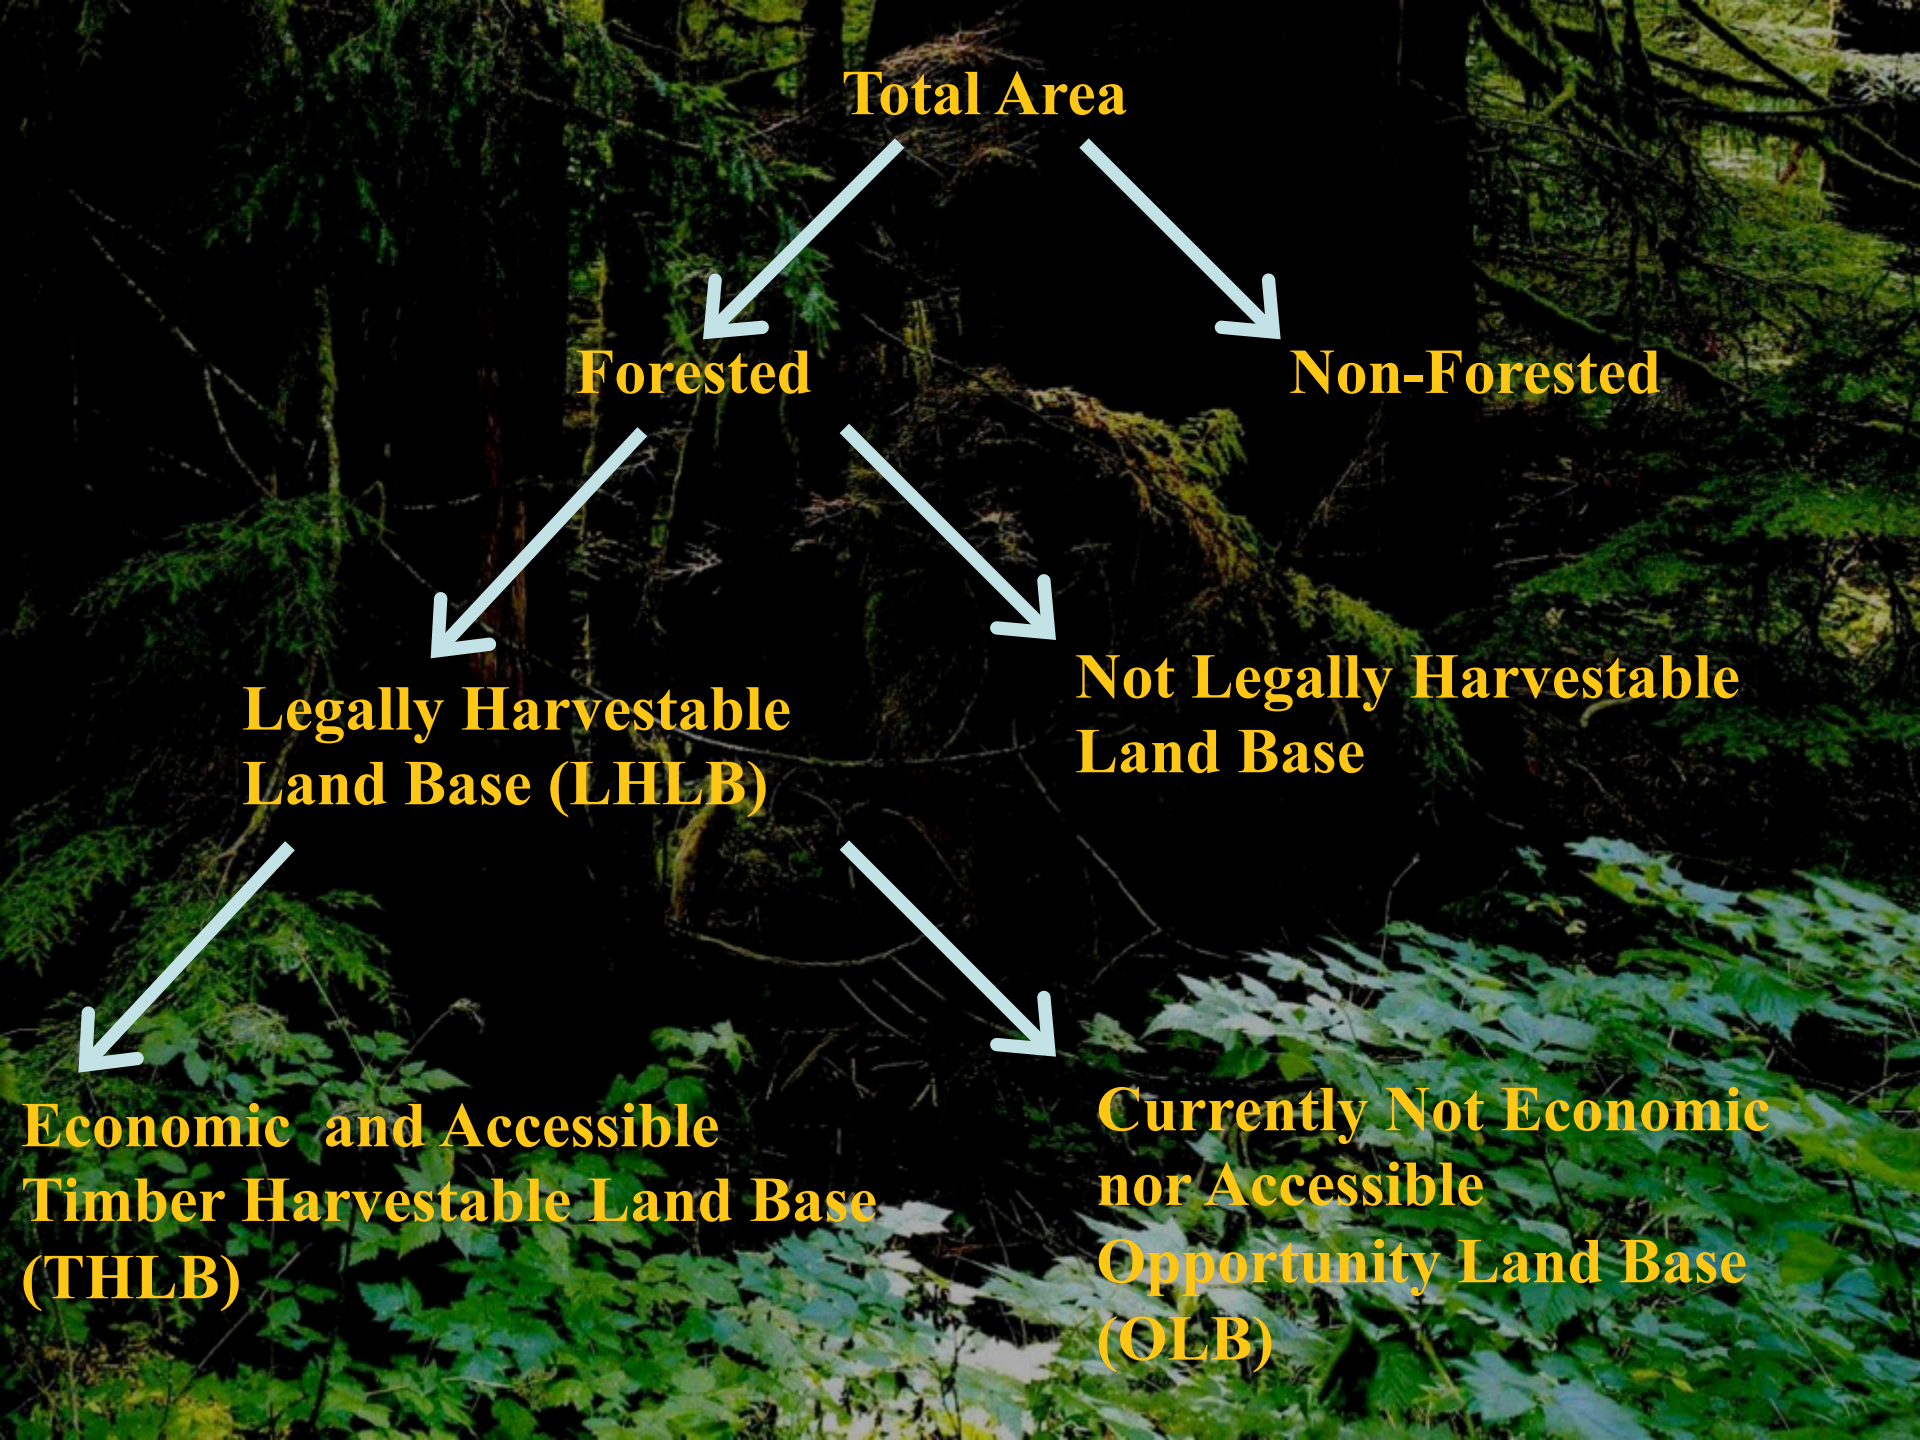 Total Area
Forested
Non-Forested
Legally Harvestable
Land Base (LHLB)
Not Legally Harvestable
Land Base
Economic  and Accessible
Timber Harvestable Land Base
(THLB)
Currently Not Economic
nor Accessible
Opportunity Land Base
(OLB)